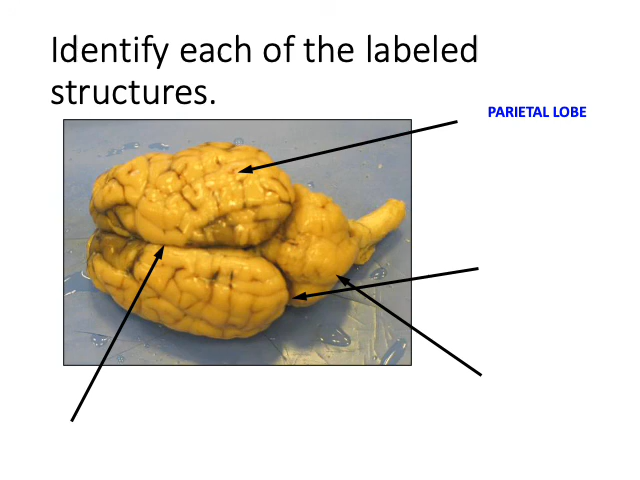 Identify each of the labeled
structures.
PARIETAL LOBE